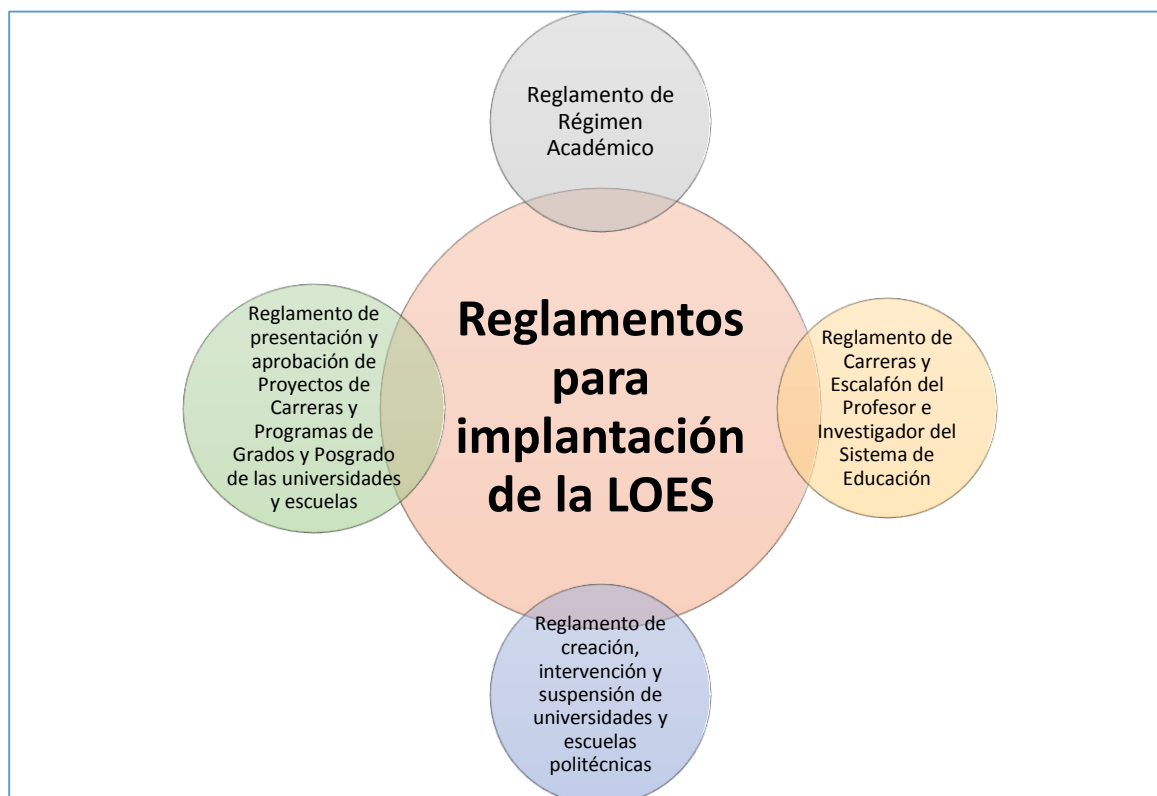 Reglamento de
Régimen
Académico
Reglamento de
presentación y
aprobación de
Proyectos de
Carreras y
Programas de
Grados y Posgrado
de las universidades
y escuelas
Reglamentos
para
implantación
de la LOES
Reglamento de
Carreras y
Escalafón del
Profesor e
Investigador del
Sistema de
Educación
Reglamento de
creación,
intervención y
suspensión de
universidades y
escuelas
politécnicas